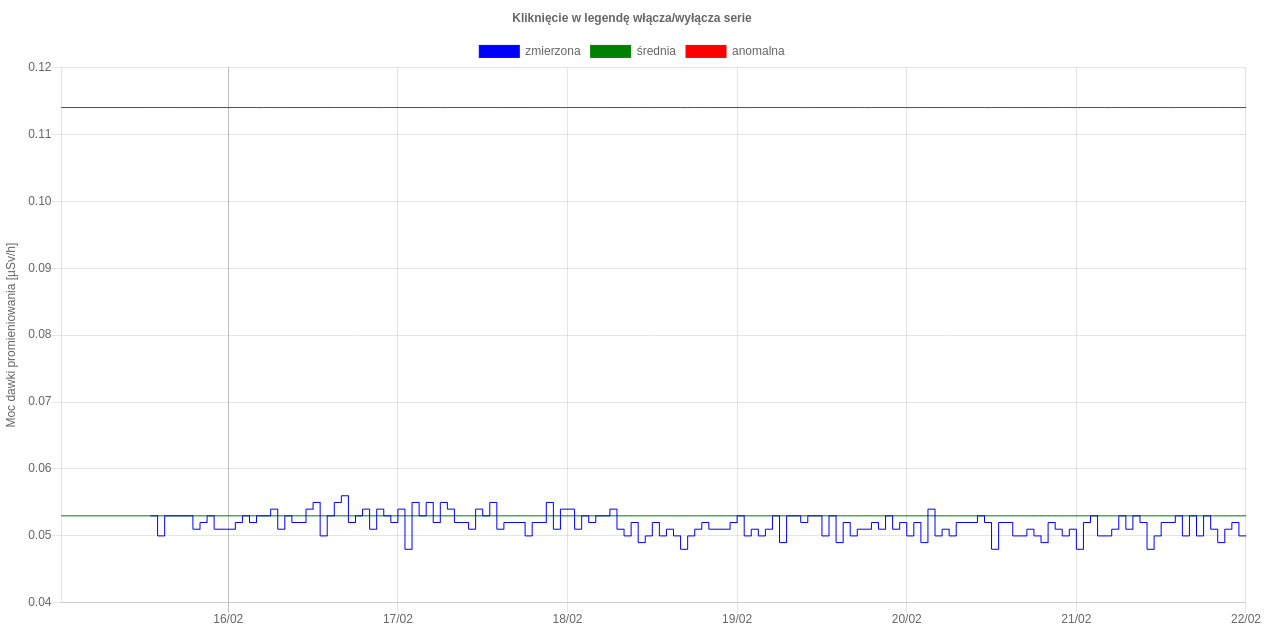 Kliknięcie w legendę włącza/wyłącza serie
zmierzona średnia anomalna
Moc dawki promieniowania [µSv/h]
0.12
0.11
0.10
0.09
0.08
0.07
0.06
0.05
0.04
16/02 17/02 18/02 19/02 20/02 21/02 22/02